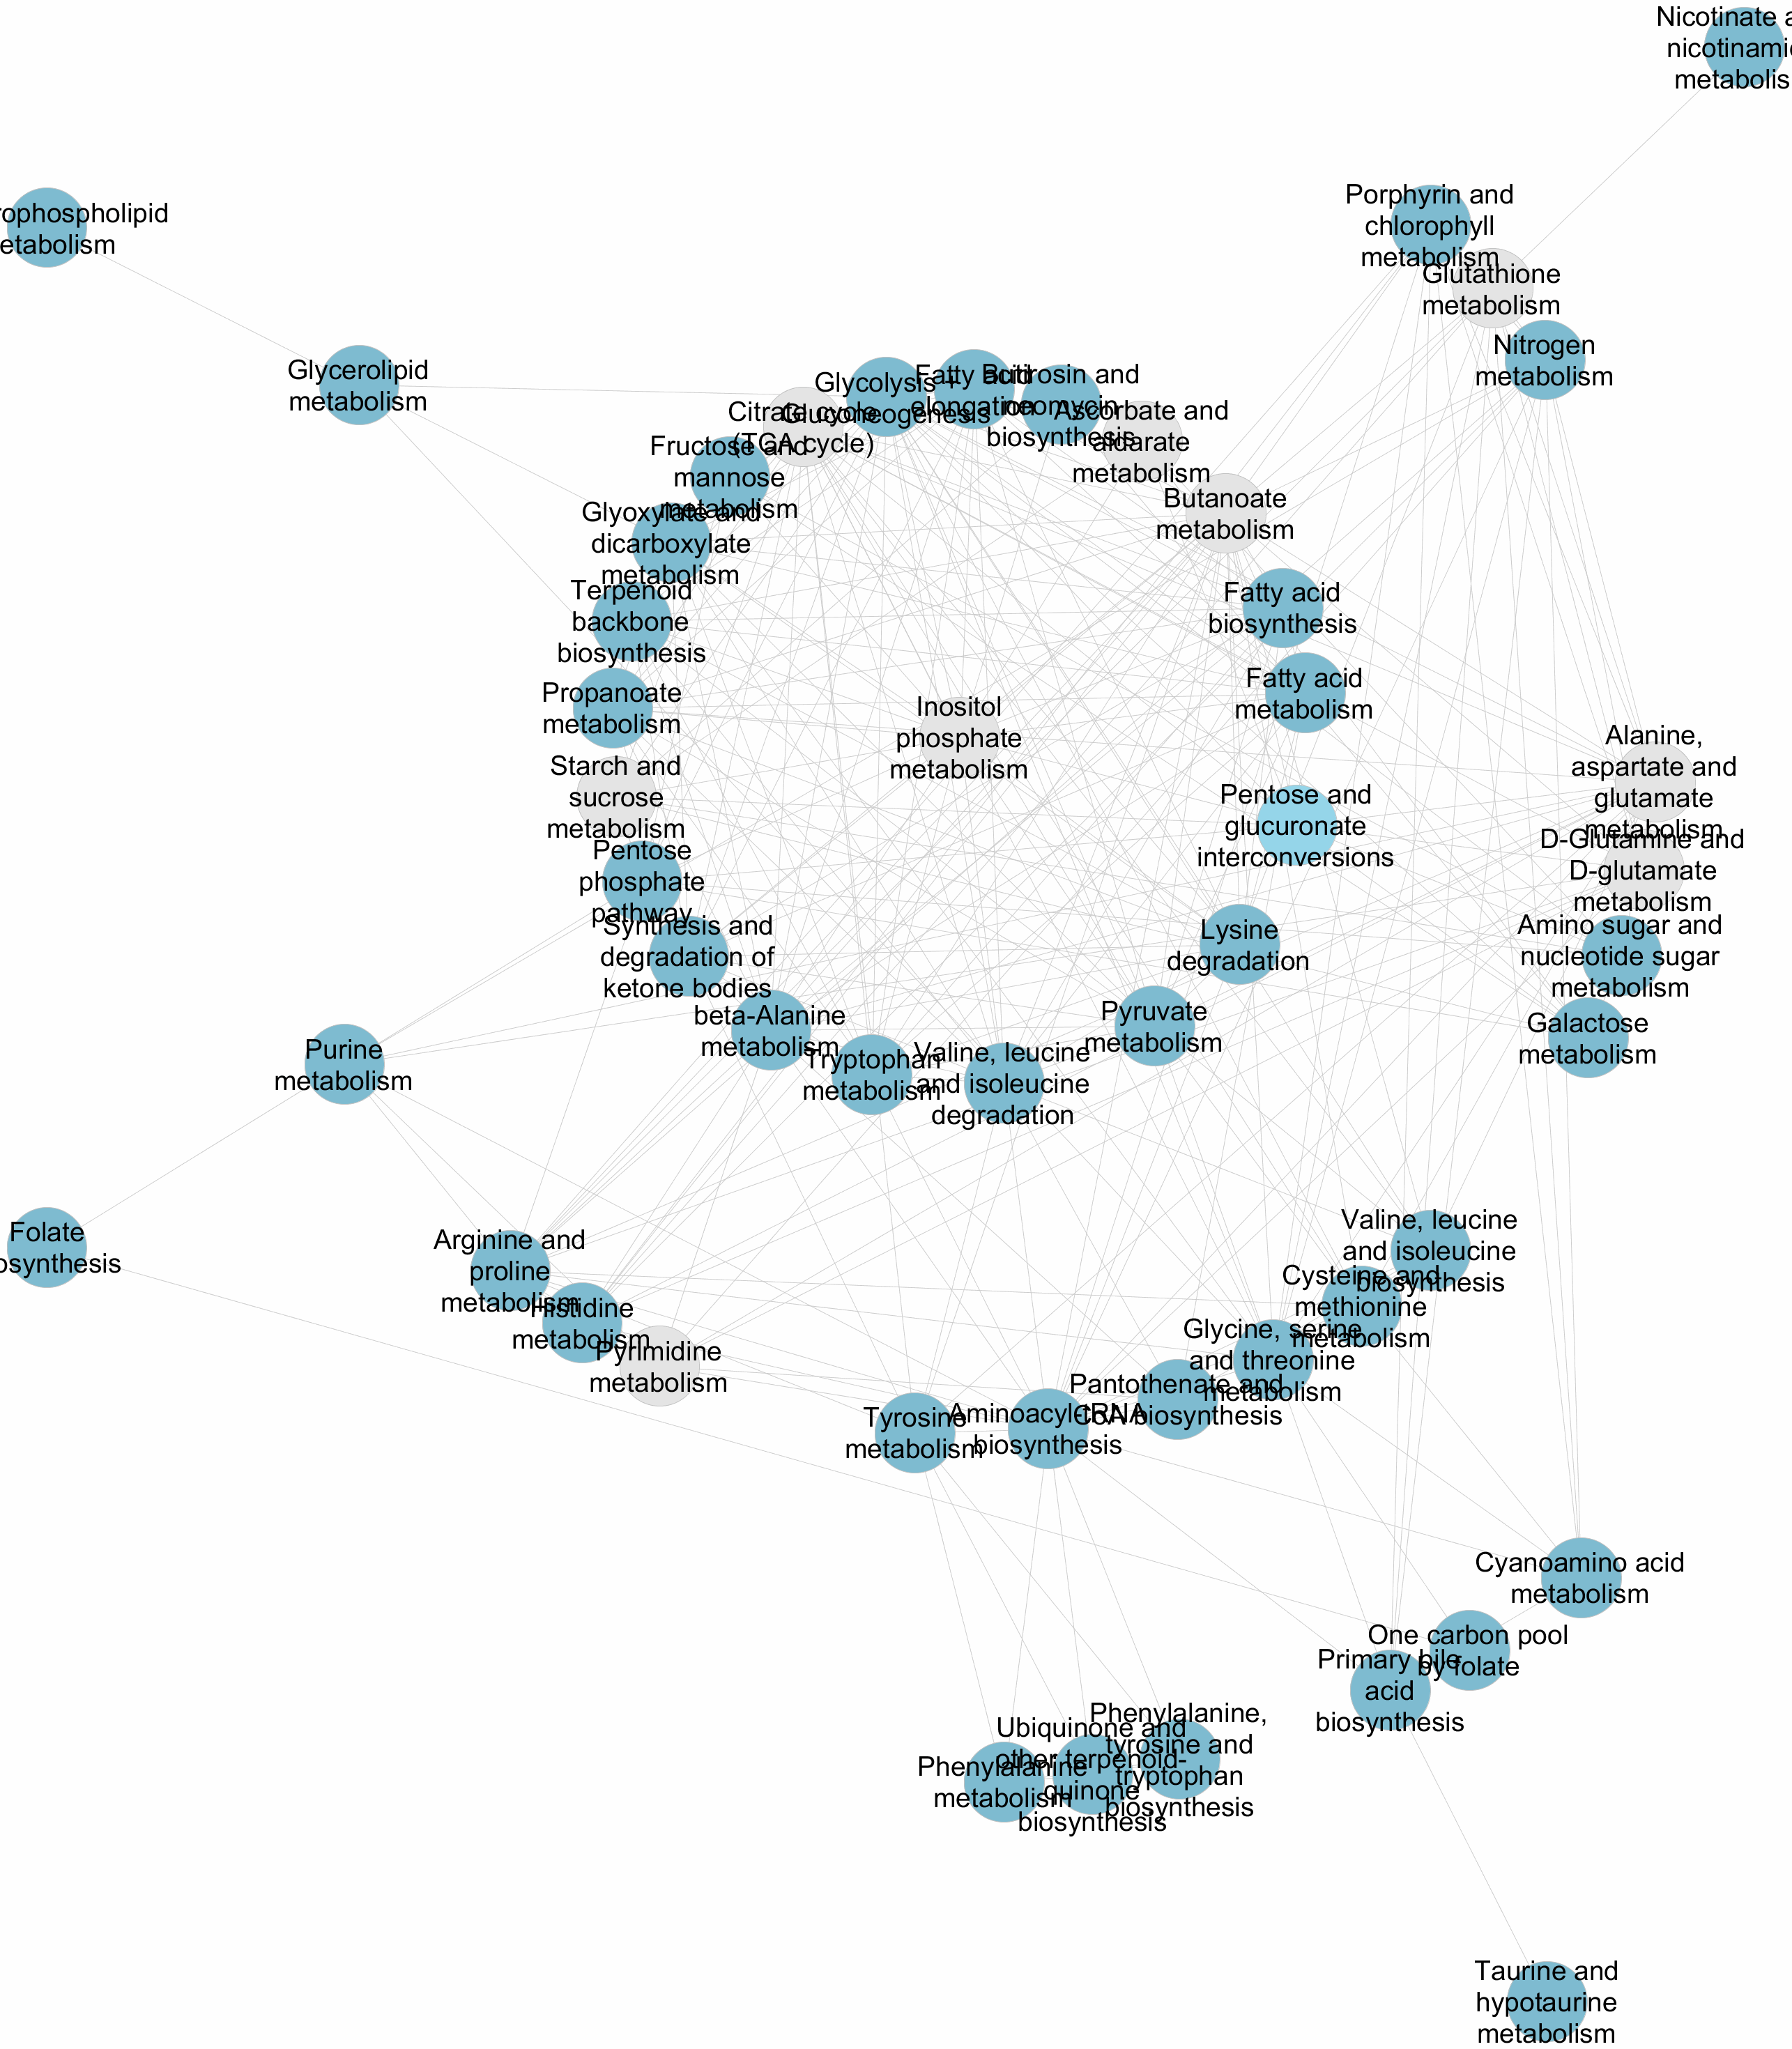 Nicotinate a
nicotinami
metabolis
Porphyrin and
chlorophyll
metabolism
rophospholipid
etabolism
Glutathione
metabolism
Nitrogen
metabolism
Glycerolipid
metabolism
Glycolysis +
Gluconeogenesis
Fatty acid
elongation
Butirosin and
neomycin
biosynthesis
Citrate cycle
(TCA cycle)
Ascorbate and
aldarate
metabolism
Fructose and
mannose
metabolism
Butanoate
metabolism
Glyoxylate and
dicarboxylate
metabolism
Terpenoid
backbone
biosynthesis
Fatty acid
biosynthesis
Propanoate
metabolism
Fatty acid
metabolism
Inositol
phosphate
metabolism
Starch and
sucrose
metabolism
Alanine,
aspartate and
glutamate
metabolism
Pentose and
glucuronate
interconversions
Pentose
phosphate
pathway
D-Glutamine and
D-glutamate
metabolism
Synthesis and
degradation of
ketone bodies
Lysine
degradation
Amino sugar and
nucleotide sugar
metabolism
beta-Alanine
metabolism
Pyruvate
metabolism
Galactose
metabolism
Purine
metabolism
Tryptophan
metabolism
Valine, leucine
and isoleucine
degradation
Folate
osynthesis
Arginine and
proline
metabolism
Valine, leucine
and isoleucine
biosynthesis
Histidine
metabolism
Cysteine and
methionine
metabolism
Pyrimidine
metabolism
Glycine, serine
and threonine
metabolism
Pantothenate and
CoA biosynthesis
Tyrosine
metabolism
Aminoacyl-tRNA
biosynthesis
Cyanoamino acid
metabolism
One carbon pool
by folate
Primary bile
acid
biosynthesis
Phenylalanine,
tyrosine and
tryptophan
biosynthesis
Ubiquinone and
other terpenoid-
quinone
biosynthesis
Phenylalanine
metabolism
Taurine and
hypotaurine
metabolism